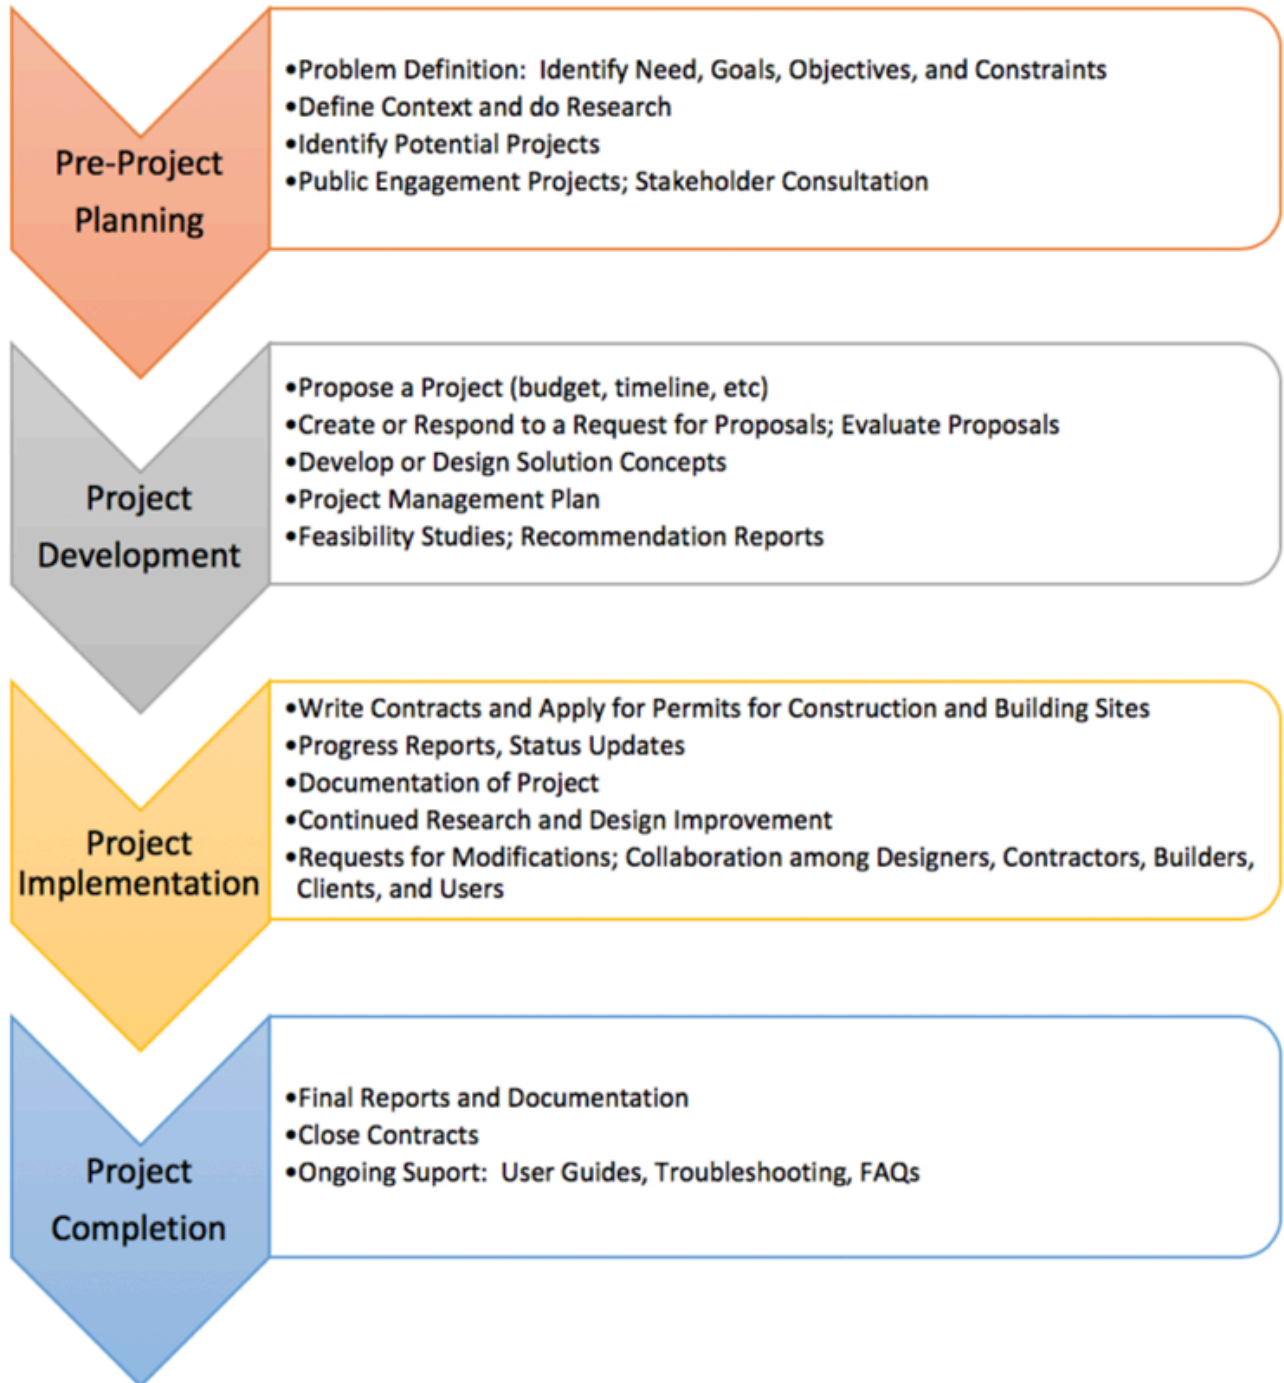 Pre-Project
Planning
•Problem Definition:  Identify Need, Goals, Objectives, and Constraints
•Define Context and do Research
•Identify Potential Projects
•Public Engagement Projects; Stakeholder Consultation
Project
Development
•Propose a Project (budget, timeline, etc)
•Create or Respond to a Request for Proposals; Evaluate Proposals
•Develop or Design Solution Concepts
•Project Management Plan
•Feasibility Studies; Recommendation Reports
Project
Implementation
•Write Contracts and Apply for Permits for Construction and Building Sites
•Progress Reports, Status Updates
•Documentation of Project
•Continued Research and Design Improvement
•Requests for Modifications; Collaboration among Designers, Contractors, Builders,
Clients, and Users
Project
Completion
•Final Reports and Documentation
•Close Contracts
•Ongoing Suport:  User Guides, Troubleshooting, FAQs